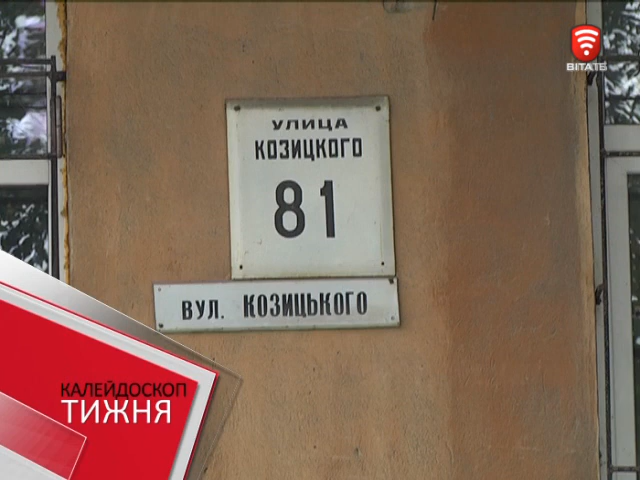 ВІТАТБ
УЛИЦА
КОЗИЦКОГО
81
ВУЛ. КОЗИЦЬКОГО
КАЛЕЙДОСКОП
ТИЖНЯ